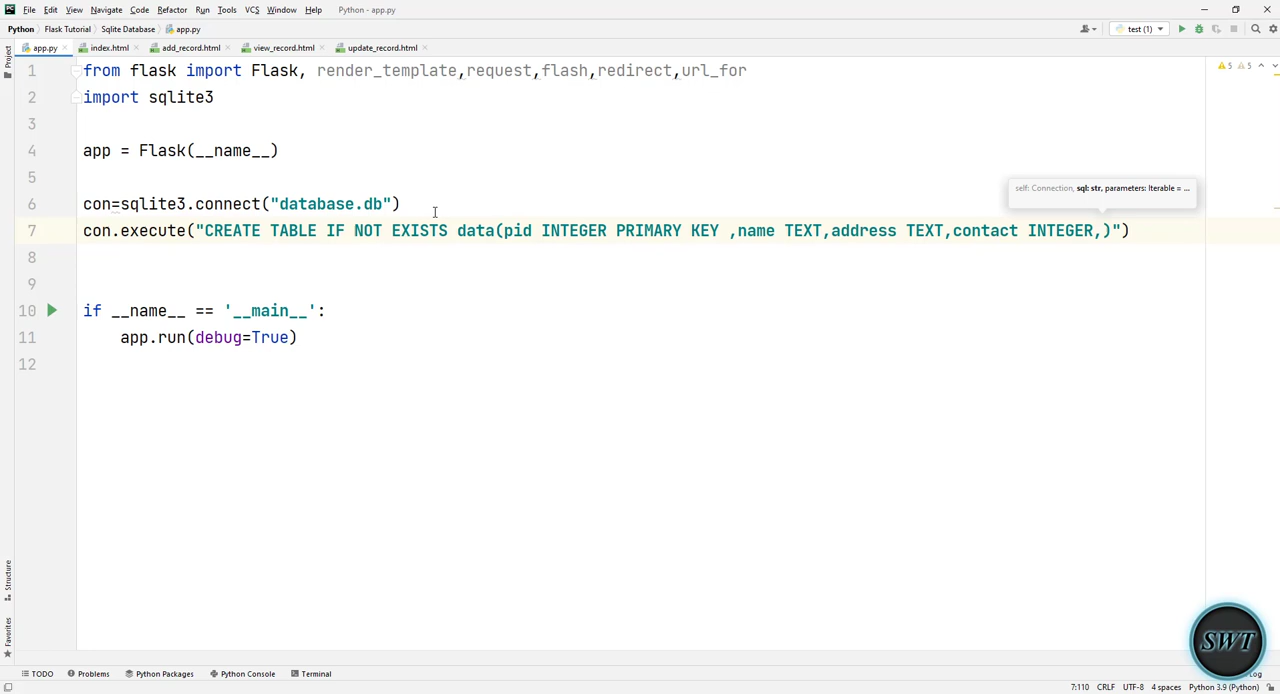 File Edit View Navigate Code Refactor Run Tools VCS Window Help Python - app.py
Python Flask Tutorial Sqlite Database app.py test (1)
app.py index.html add_record.html view_record.html update_record.html
1 from flask import Flask, render_template,request,flash,redirect,url_for
5 5
2 import sqlite3
3
4 app = Flask(__name__)
5
self: Connection, sql: str, parameters: Iterable = ...
6 con=sqlite3.connect("database.db")
7 con.execute("CREATE TABLE IF NOT EXISTS data(pid INTEGER PRIMARY KEY ,name TEXT,address TEXT,contact INTEGER,)")
8
9
10 if __name__ == '__main__':
11 app.run(debug=True)
12
Project
Structure
Favorites
SWT
TODO Problems Python Packages Python Console Terminal
7:110 CRLF UTF-8 4 spaces Python 3.9 (Python)